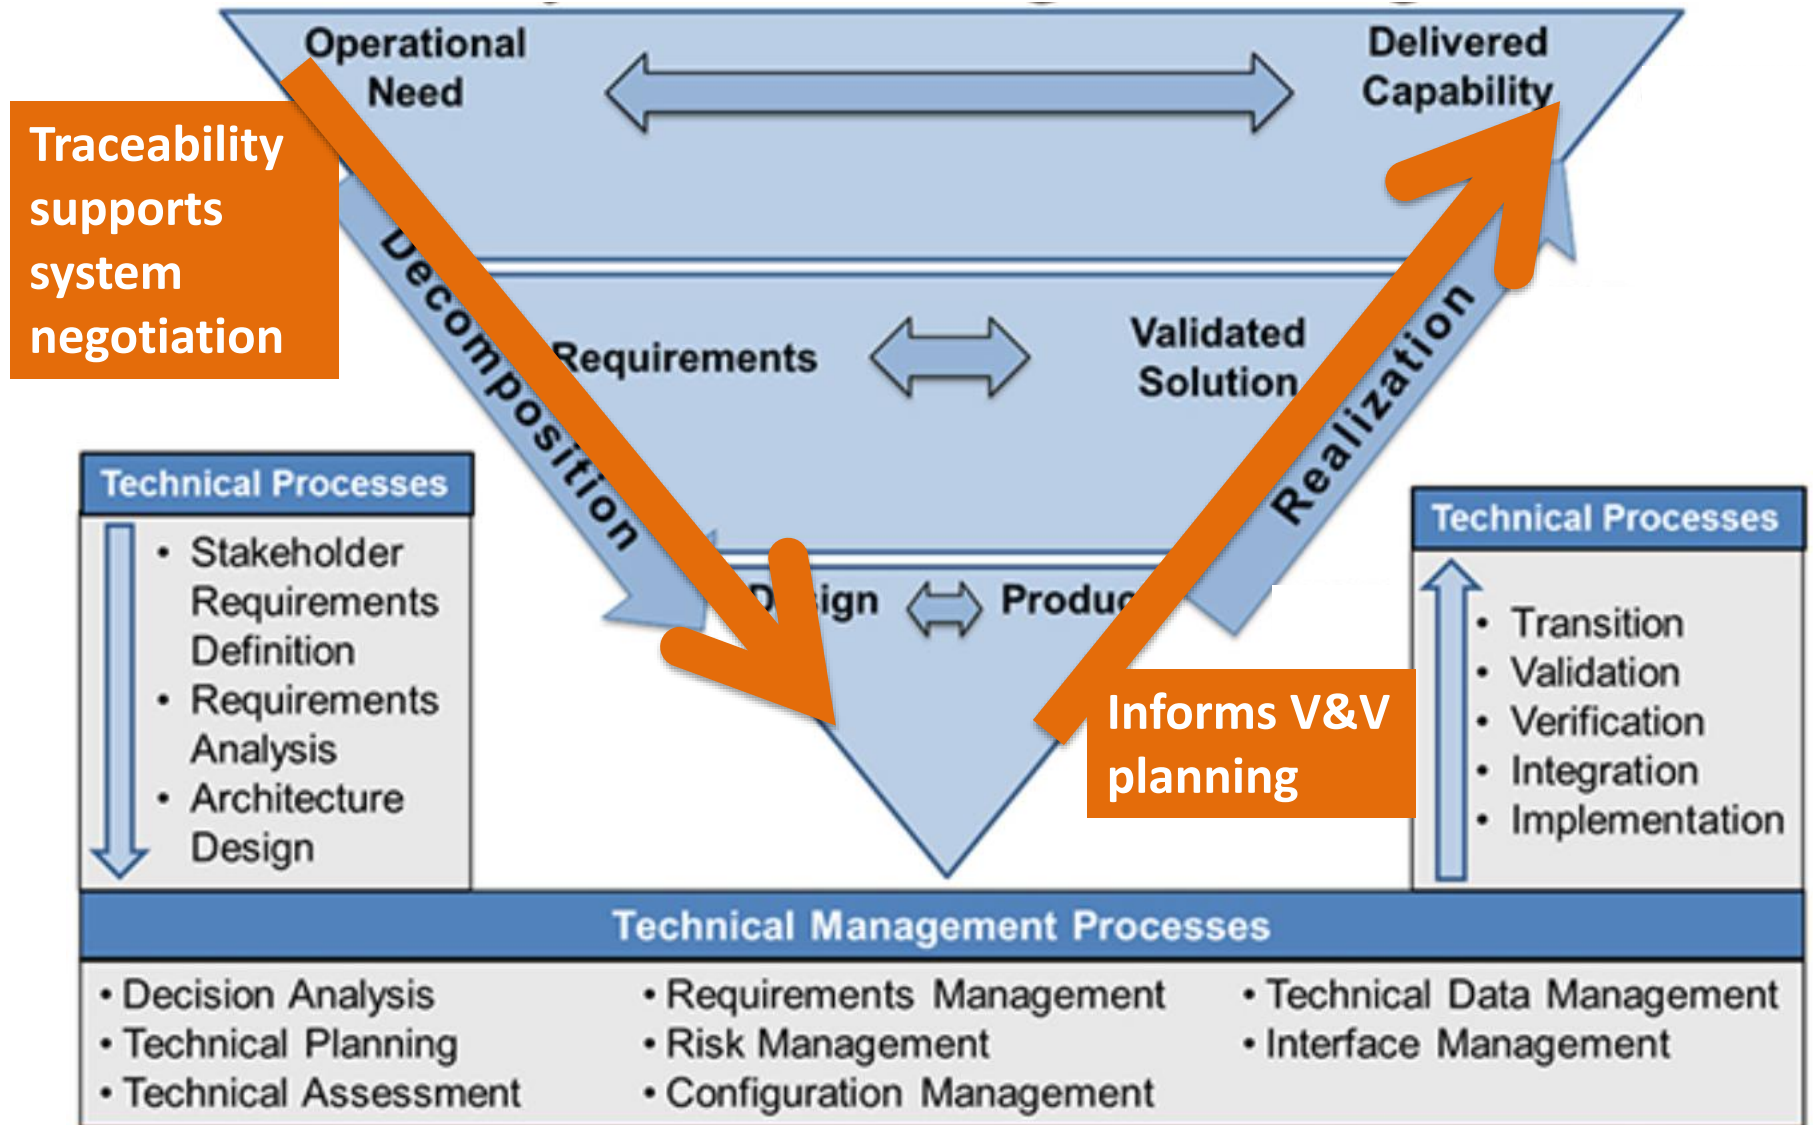 Operational
Need
Delivered
Capability
Traceability
supports
system
negotiation
Decomposition
Requirements
Validated
Solution
Realization
Technical Processes
• Stakeholder
Requirements
Definition
• Requirements
Analysis
• Architecture
Design
Design
Product
Informs V&V
planning
Technical Processes
• Transition
• Validation
• Verification
• Integration
• Implementation
Technical Management Processes
• Decision Analysis
• Technical Planning
• Technical Assessment
• Requirements Management
• Risk Management
• Configuration Management
• Technical Data Management
• Interface Management